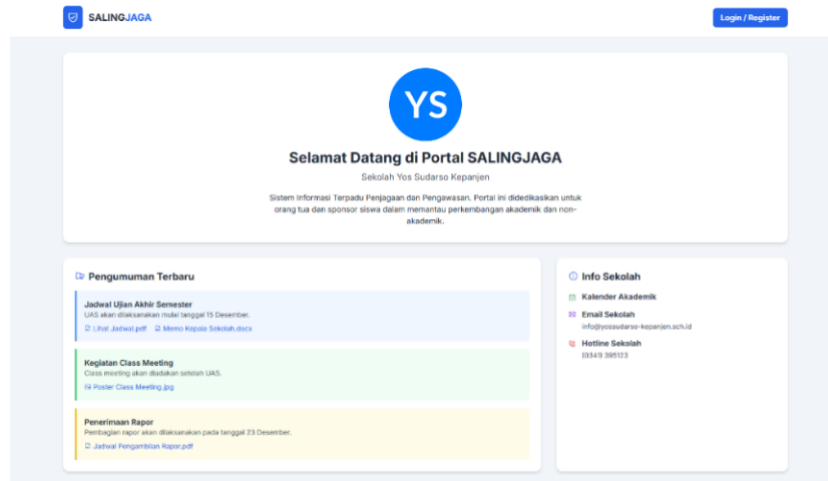 SALINGJAGA
Login / Register
YS
Selamat Datang di Portal SALINGJAGA
Sekolah Yos Sudarso Kepanjen
Sistem Informasi Terpadu Penjagaan dan Pengawasan. Portal ini didedikasikan untuk
orang tua dan sponsor siswa dalam memantau perkembangan akademik dan non-
akademik.
Pengumuman Terbaru
Jadwal Ujian Akhir Semester
UAS akan dilaksanakan mulai tanggal 15 Desember.
Lihat Jadwal.pdf Memo Kepala Sekolah.docx
Kegiatan Class Meeting
Class meeting akan diadakan setelah UAS.
Poster Class Meeting.jpg
Penerimaan Rapor
Pembagian rapor akan dilaksanakan pada tanggal 23 Desember.
Jadwal Pengambilan Rapor.pdf
Info Sekolah
Kalender Akademik
Email Sekolah
info@yossudarso-kepanjen.sch.id
Hotline Sekolah
(0341) 395123